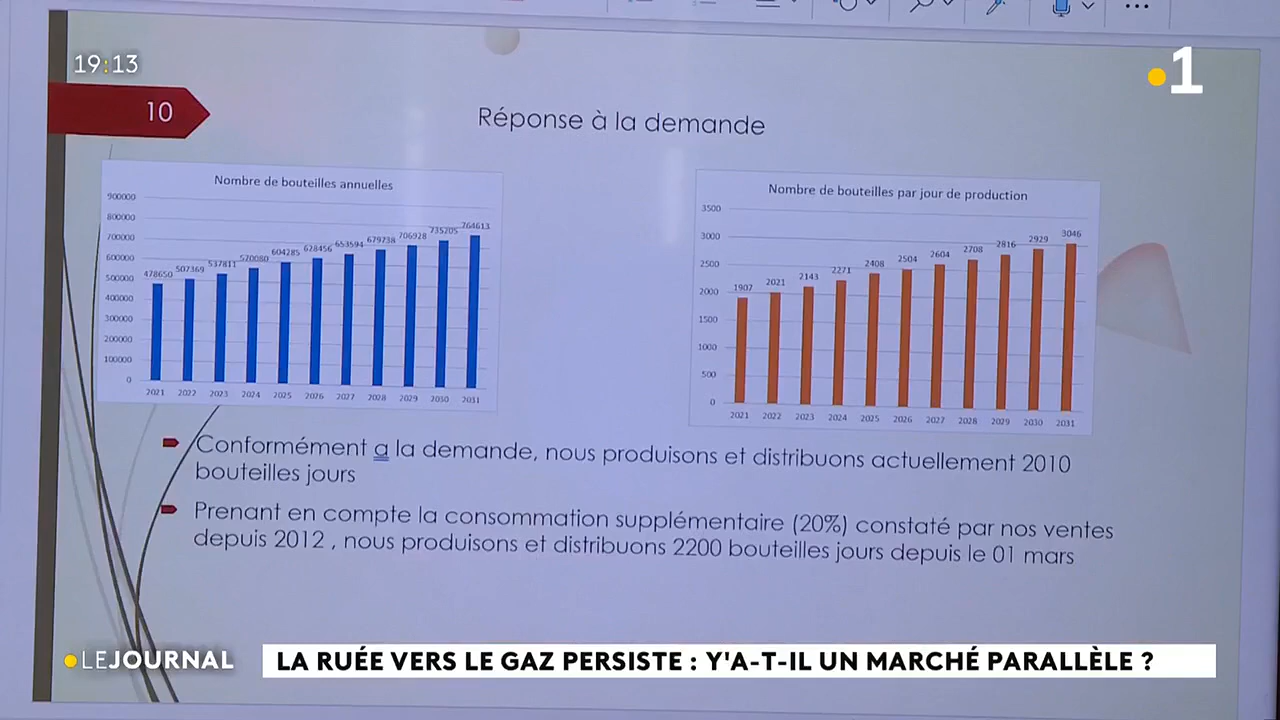 19:13
1
10
Réponse à la demande
Nombre de bouteilles annuelles
900000
800000
700000
600000
500000
400000
300000
200000
100000
0
478650 507369 537811 570080 604285 628456 653594 679738 706928 735205 764613
2021 2022 2023 2024 2025 2026 2027 2028 2029 2030 2031
Nombre de bouteilles par jour de production
3500
3000
2500
2000
1500
1000
500
0
1907 2021 2143 2271 2408 2504 2604 2708 2816 2929 3046
2021 2022 2023 2024 2025 2026 2027 2028 2029 2030 2031
Conformément a la demande, nous produisons et distribuons actuellement 2010
bouteilles jours
Prenant en compte la consommation supplémentaire (20%) constaté par nos ventes
depuis 2012 , nous produisons et distribuons 2200 bouteilles jours depuis le 01 mars
LEJOURNAL
LA RUÉE VERS LE GAZ PERSISTE : Y'A-T-IL UN MARCHÉ PARALLÈLE ?